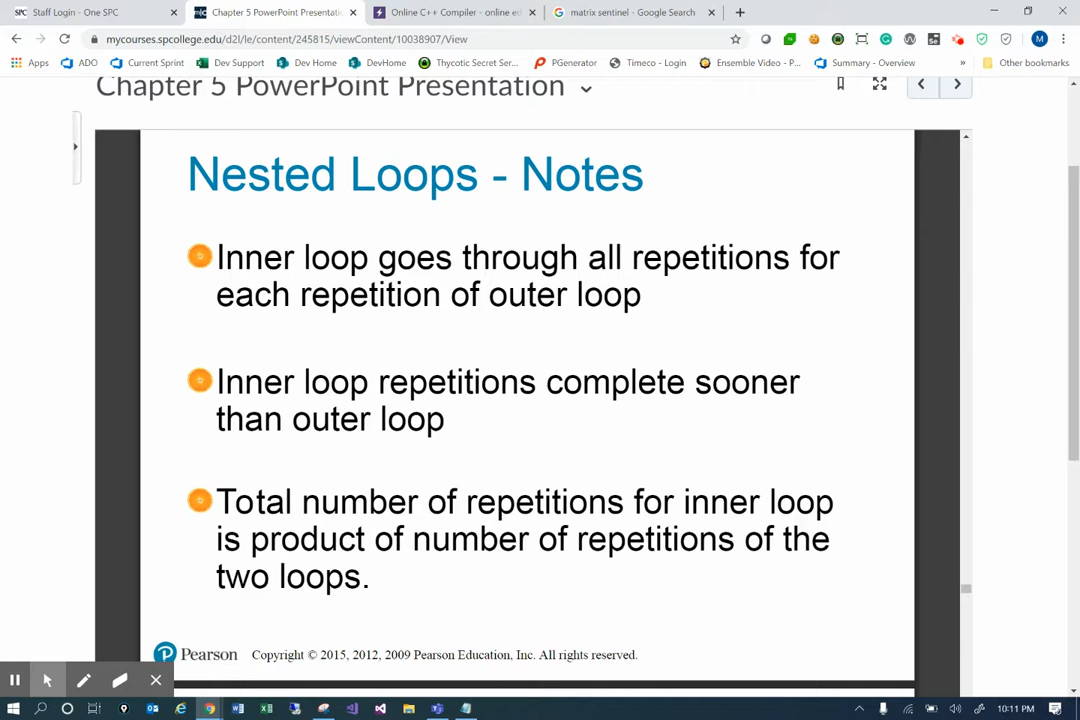 Staff Login - One SPC
Chapter 5 PowerPoint Presentati
Online C++ Compiler - online ed
matrix sentinel - Google Search
mycourses.spcollege.edu/d2l/le/content/245815/viewContent/10038907/View
M
Apps
ADO
Current Sprint
Dev Support
Dev Home
DevHome
Thycotic Secret Ser...
PGenerator
Timeco - Login
Ensemble Video - P...
Summary - Overview
»
Other bookmarks
Chapter 5 PowerPoint Presentation
Nested Loops - Notes
Inner loop goes through all repetitions for
each repetition of outer loop
Inner loop repetitions complete sooner
than outer loop
Total number of repetitions for inner loop
is product of number of repetitions of the
two loops.
Pearson
Copyright © 2015, 2012, 2009 Pearson Education, Inc. All rights reserved.
10:11 PM